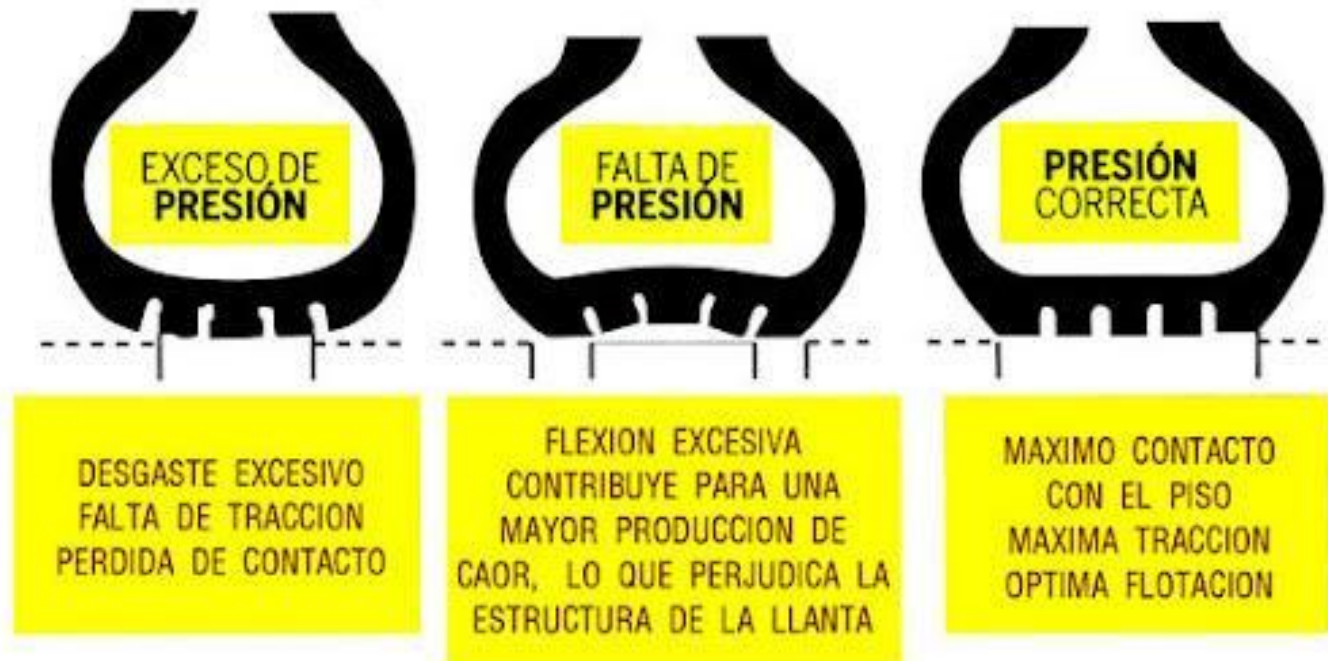 EXCESO DE
PRESIÓN
FALTA DE
PRESIÓN
PRESIÓN
CORRECTA
DESGASTE EXCESIVO
FALTA DE TRACCION
PERDIDA DE CONTACTO
FLEXION EXCESIVA
CONTRIBUYE PARA UNA
MAYOR PRODUCCION DE
CAOR, LO QUE PERJUDICA LA
ESTRUCTURA DE LA LLANTA
MAXIMO CONTACTO
CON EL PISO
MAXIMA TRACCION
OPTIMA FLOTACION